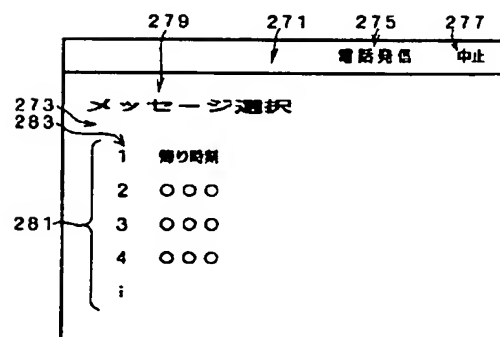 279 271 275 277
電話発信 中止
273 メッセージ選択
283
1 帰り時刻
2 ○○○
281 3 ○○○
4 ○○○
i